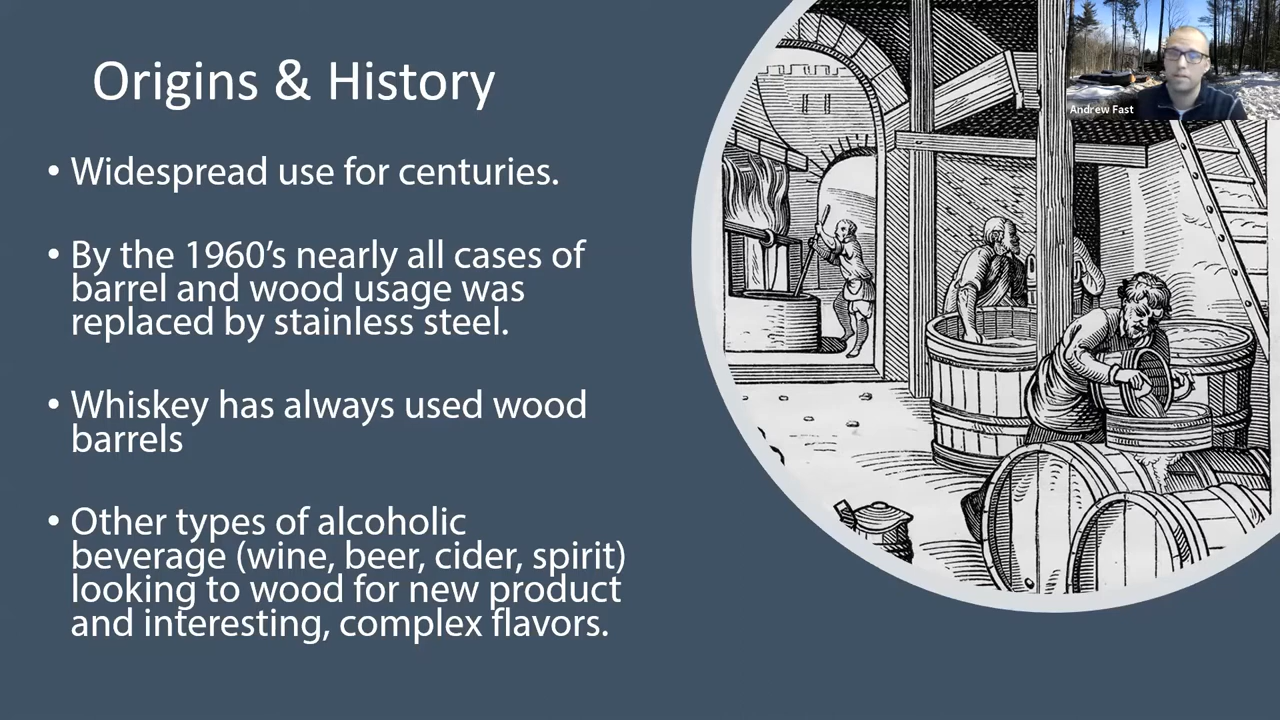 Origins & History
Andrew Fast
• Widespread use for centuries.
• By the 1960’s nearly all cases of
barrel and wood usage was
replaced by stainless steel.
• Whiskey has always used wood
barrels
• Other types of alcoholic
beverage (wine, beer, cider, spirit)
looking to wood for new product
and interesting, complex flavors.